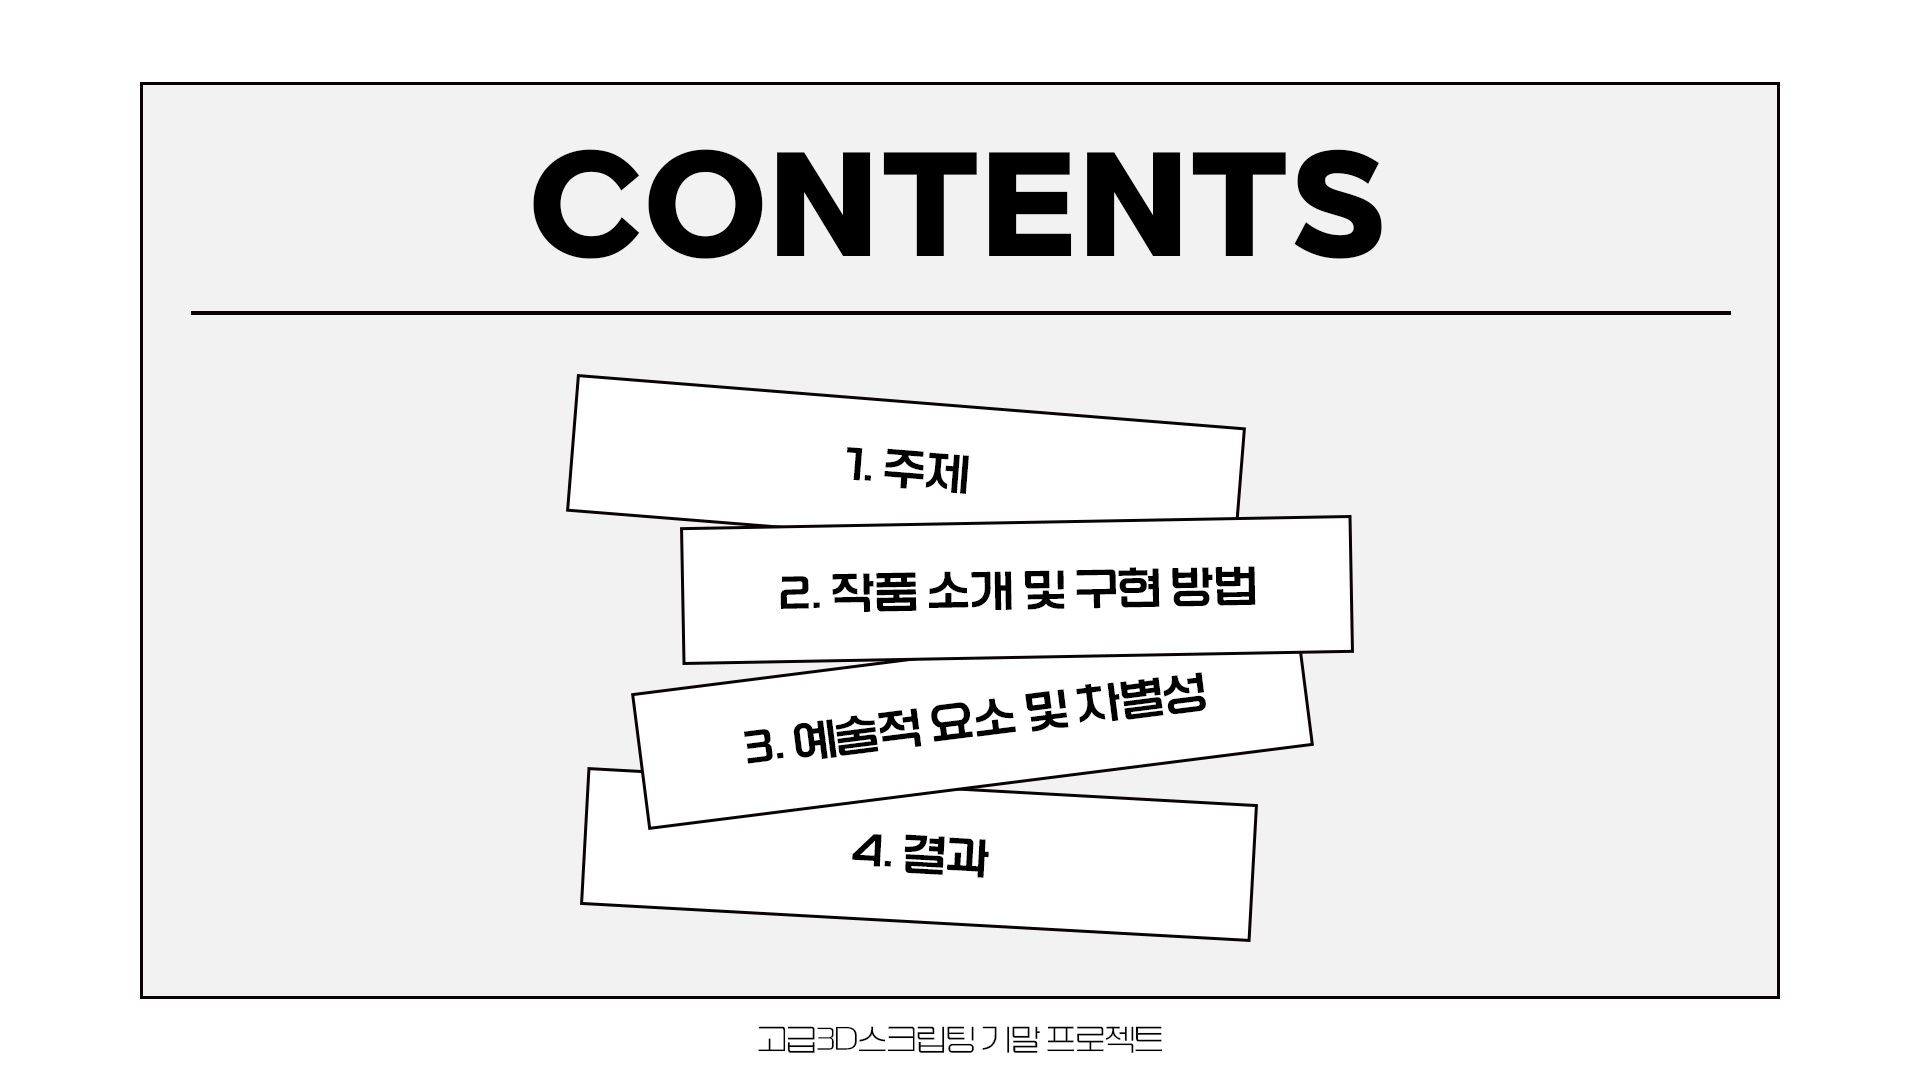 CONTENTS
1. 주제
2. 작품 소개 및 구현 방법
3. 예술적 요소 및 차별성
4. 결과
고급3D스크립팅 기말 프로젝트